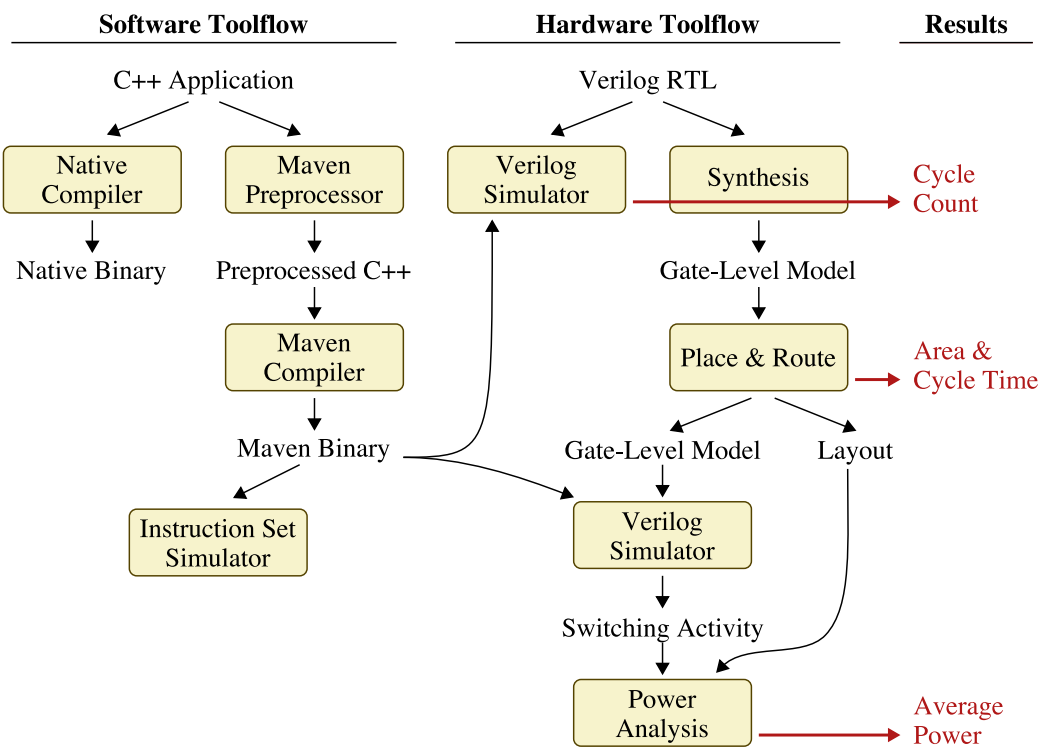 Software Toolflow
Hardware Toolflow
Results
C++ Application
Verilog RTL
Native
Compiler
Maven
Preprocessor
Verilog
Simulator
Synthesis
Cycle
Count
Native Binary
Preprocessed C++
Gate-Level Model
Maven
Compiler
Place & Route
Area &
Cycle Time
Maven Binary
Gate-Level Model
Layout
Instruction Set
Simulator
Verilog
Simulator
Switching Activity
Power
Analysis
Average
Power